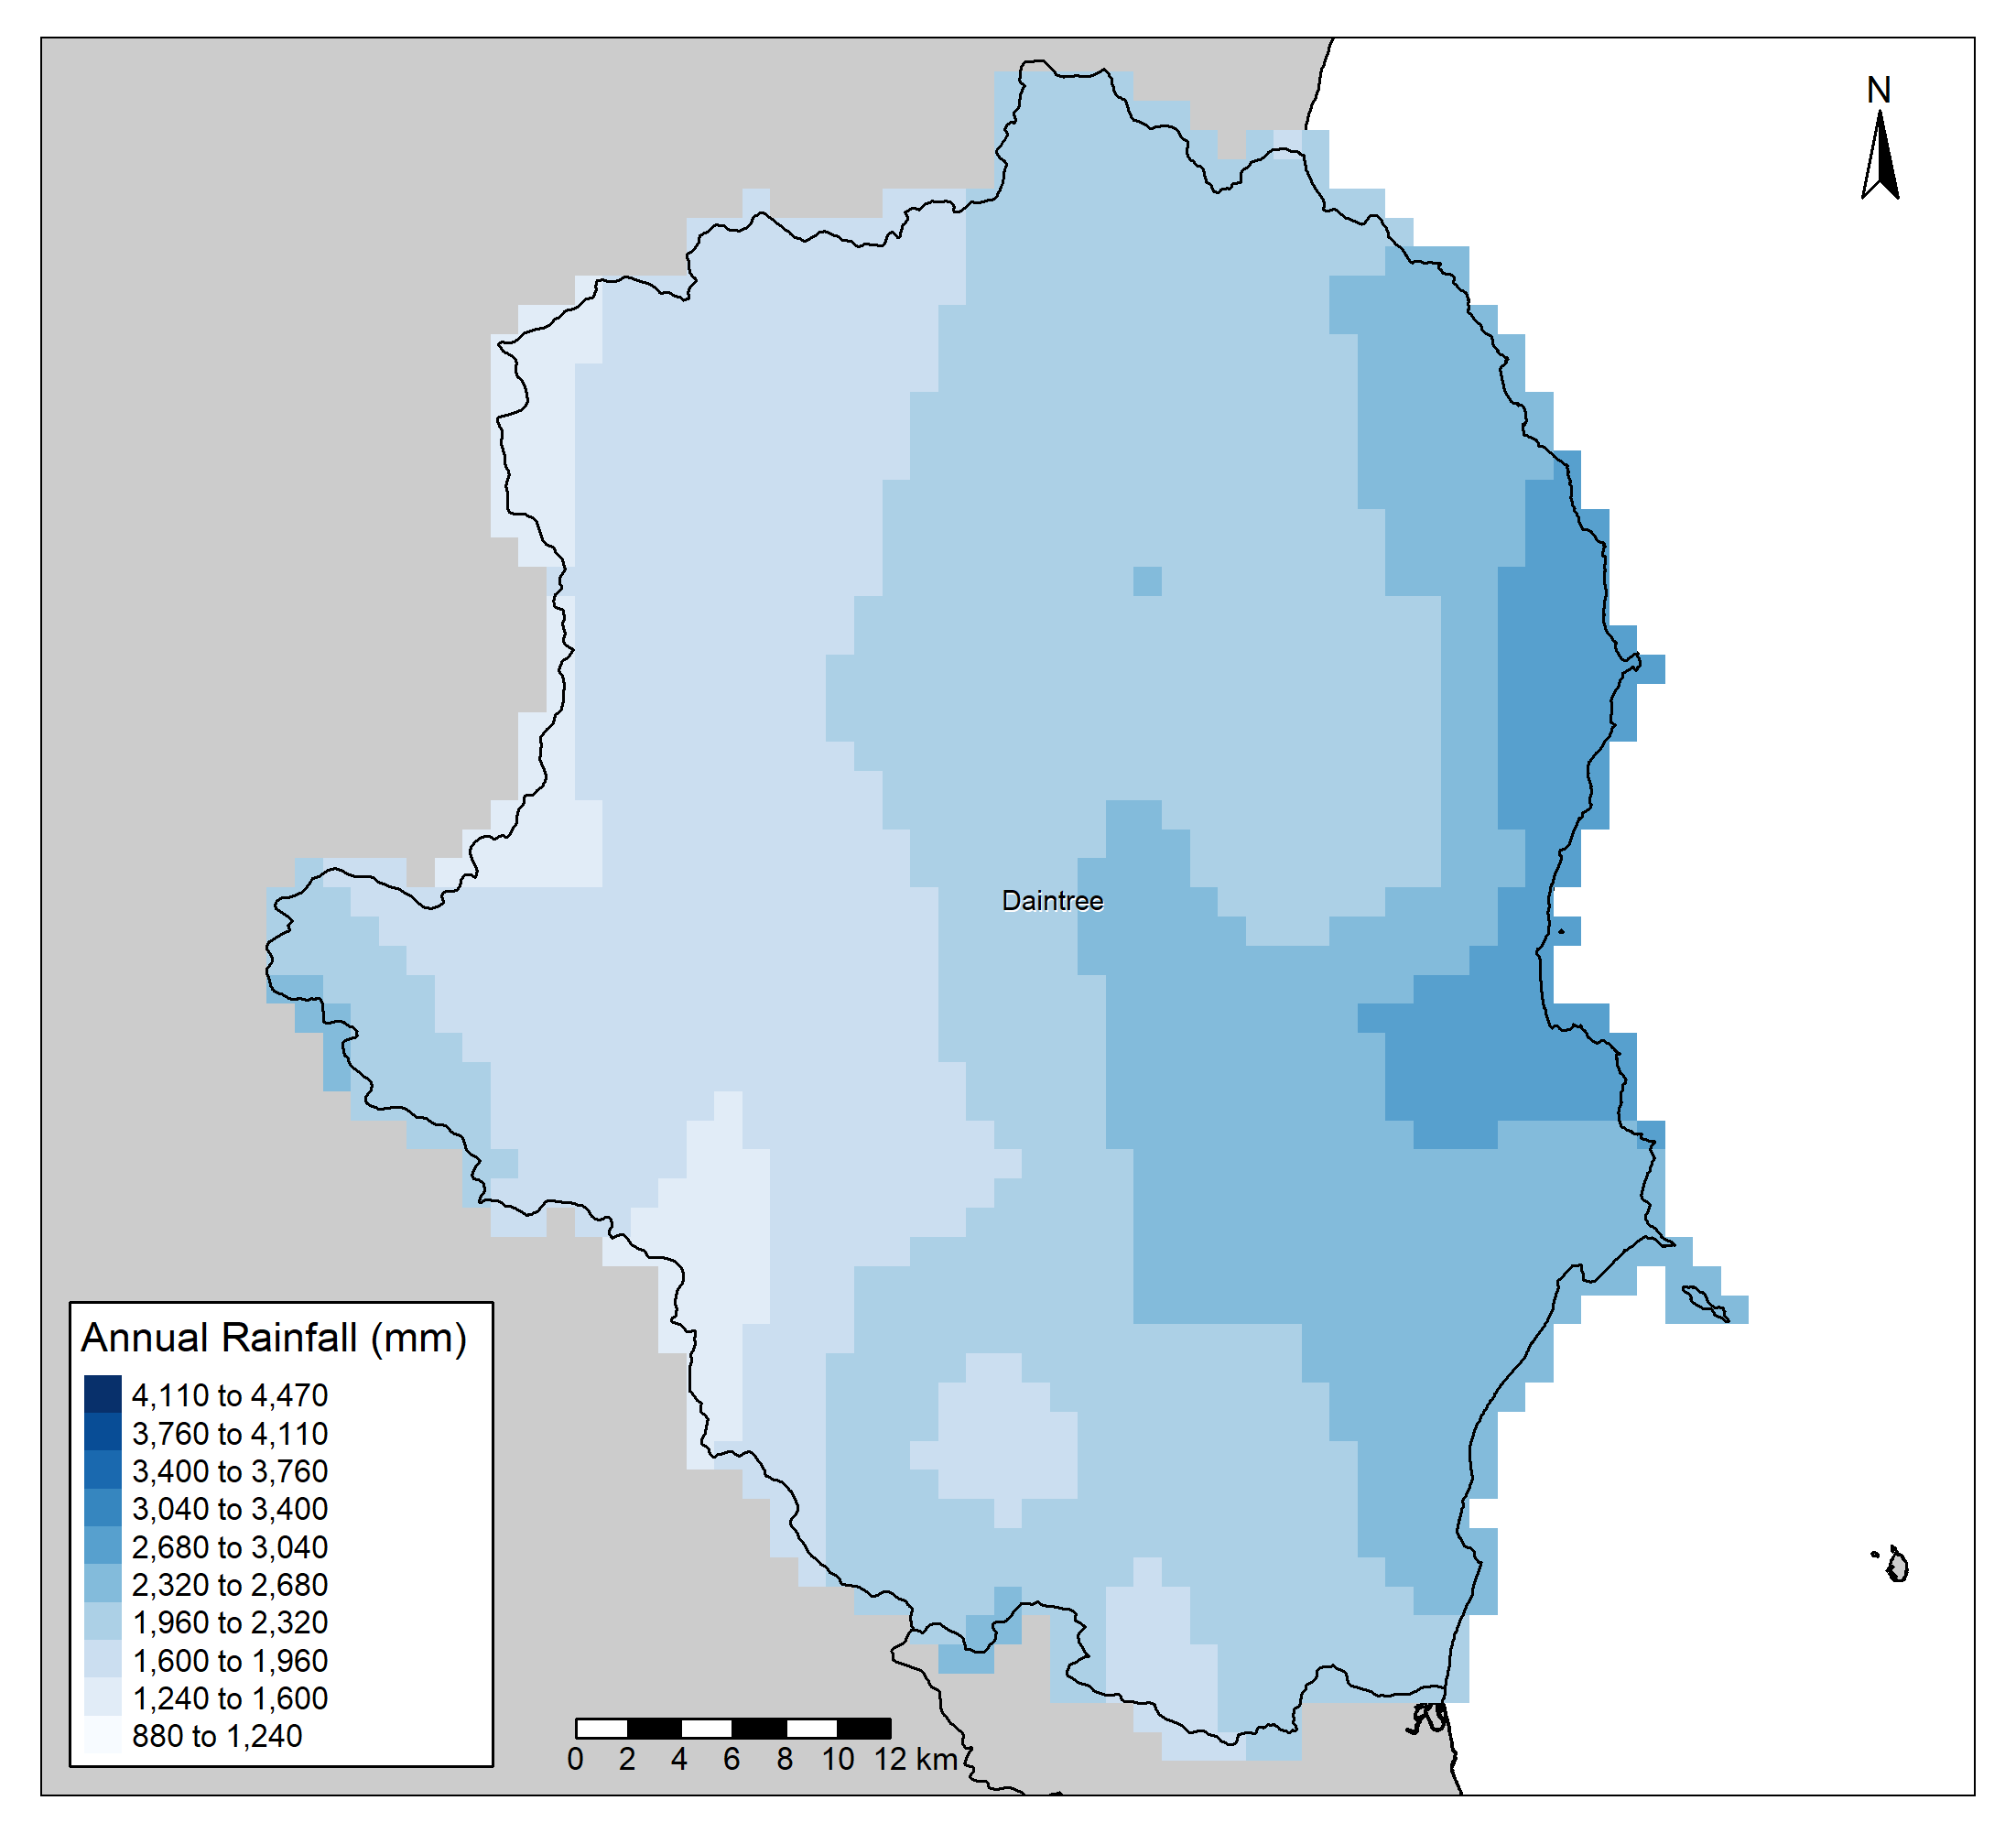 N
Daintree
Annual Rainfall (mm)
4,110 to 4,470
3,760 to 4,110
3,400 to 3,760
3,040 to 3,400
2,680 to 3,040
2,320 to 2,680
1,960 to 2,320
1,600 to 1,960
1,240 to 1,600
880 to 1,240
0 2 4 6 8 10 12 km